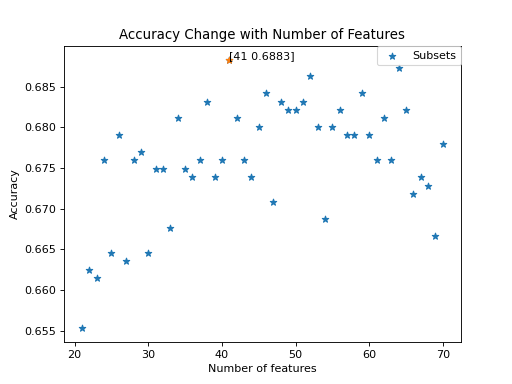 Accuracy Change with Number of Features
[41 0.6883]
Subsets
0.685
0.680
0.675
0.670
0.665
0.660
0.655
Accuracy
20 30 40 50 60 70
Number of features